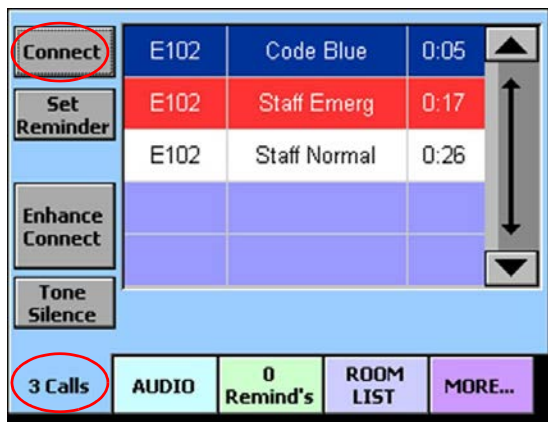 Connect
E102 Code Blue 0:05
Set
Reminder
E102 Staff Emerg 0:17
E102 Staff Normal 0:26
Enhance
Connect
Tone
Silence
3 Calls
AUDIO
0
Remind's
ROOM
LIST
MORE...